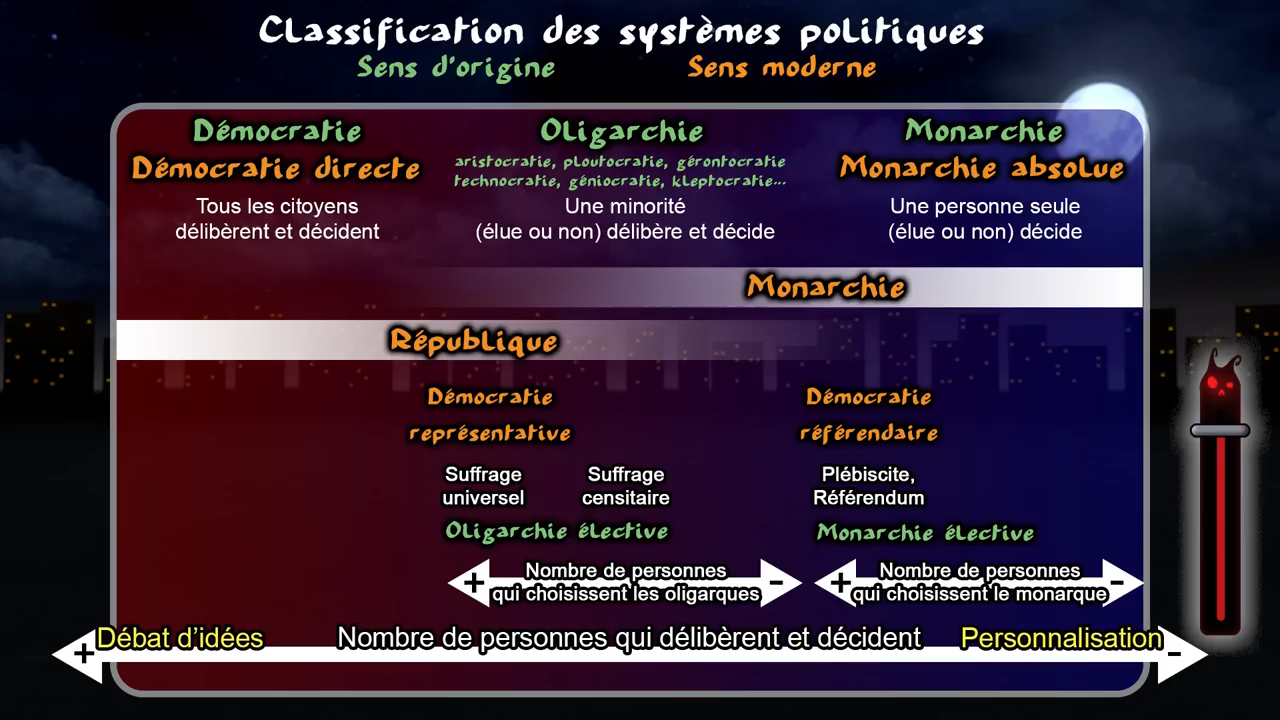 Classification des systèmes politiques
Sens d'origine
Sens moderne
Démocratie
Démocratie directe
Tous les citoyens
délibèrent et décident
Oligarchie
aristocratie, ploutocratie, gérontocratie
technocratie, géniocratie, kleptocratie...
Une minorité
(élue ou non) délibère et décide
Monarchie
Monarchie absolue
Une personne seule
(élue ou non) décide
Monarchie
République
Démocratie
représentative
Suffrage
universel
Suffrage
censitaire
Oligarchie élective
Démocratie
référendaire
Plébiscite,
Référendum
Monarchie élective
+ Nombre de personnes -
qui choisissent les oligarques
+ Nombre de personnes -
qui choisissent le monarque
Débat d'idées
Nombre de personnes qui délibèrent et décident
Personnalisation
+ -